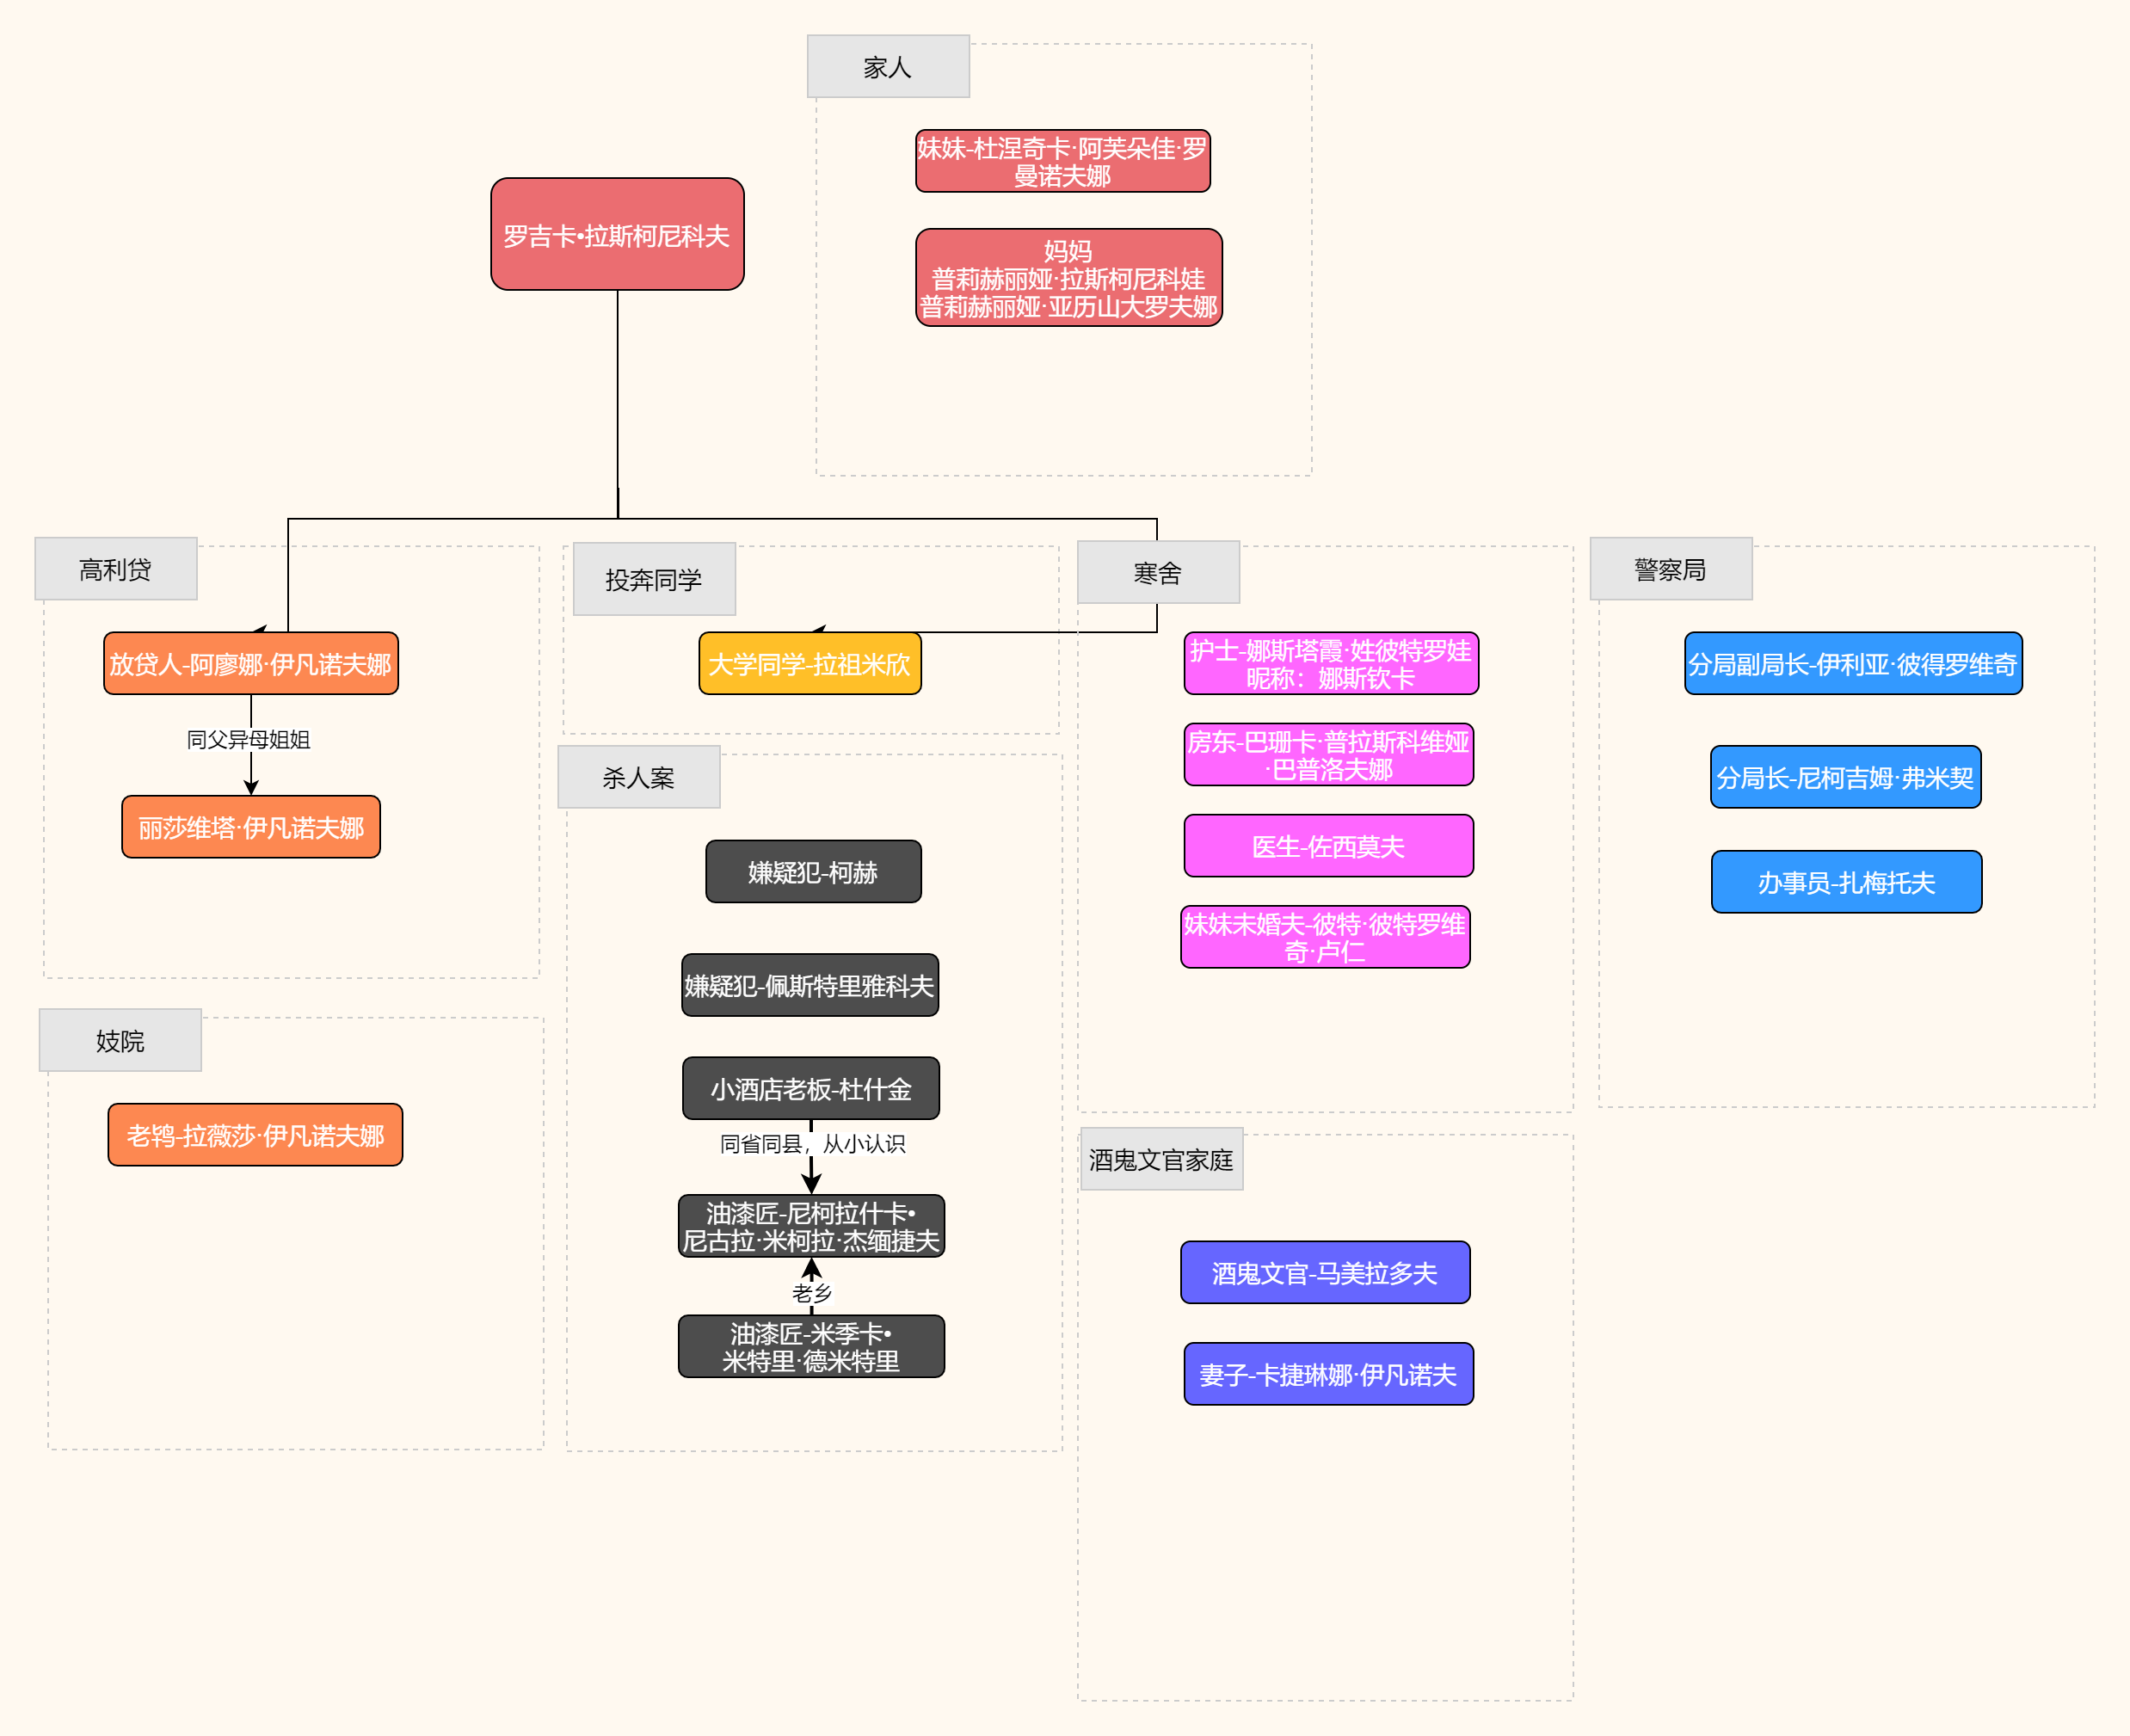 家人
妹妹-杜涅奇卡·阿芙朵佳·罗
曼诺夫娜
罗吉卡•拉斯柯尼科夫
妈妈
普莉赫丽娅·拉斯柯尼科娃
普莉赫丽娅·亚历山大罗夫娜
高利贷
放贷人-阿廖娜·伊凡诺夫娜
同父异母姐姐
丽莎维塔·伊凡诺夫娜
妓院
老鸨-拉薇莎·伊凡诺夫娜
投奔同学
大学同学-拉祖米欣
杀人案
嫌疑犯-柯赫
嫌疑犯-佩斯特里雅科夫
小酒店老板-杜什金
同省同县，从小认识
油漆匠-尼柯拉什卡•
尼古拉·米柯拉·杰缅捷夫
老乡
油漆匠-米季卡•
米特里·德米特里
寒舍
护士-娜斯塔霞·姓彼特罗娃
昵称：娜斯钦卡
房东-巴珊卡·普拉斯科维娅
·巴普洛夫娜
医生-佐西莫夫
妹妹未婚夫-彼特·彼特罗维
奇·卢仁
酒鬼文官家庭
酒鬼文官-马美拉多夫
妻子-卡捷琳娜·伊凡诺夫
警察局
分局副局长-伊利亚·彼得罗维奇
分局长-尼柯吉姆·弗米契
办事员-扎梅托夫